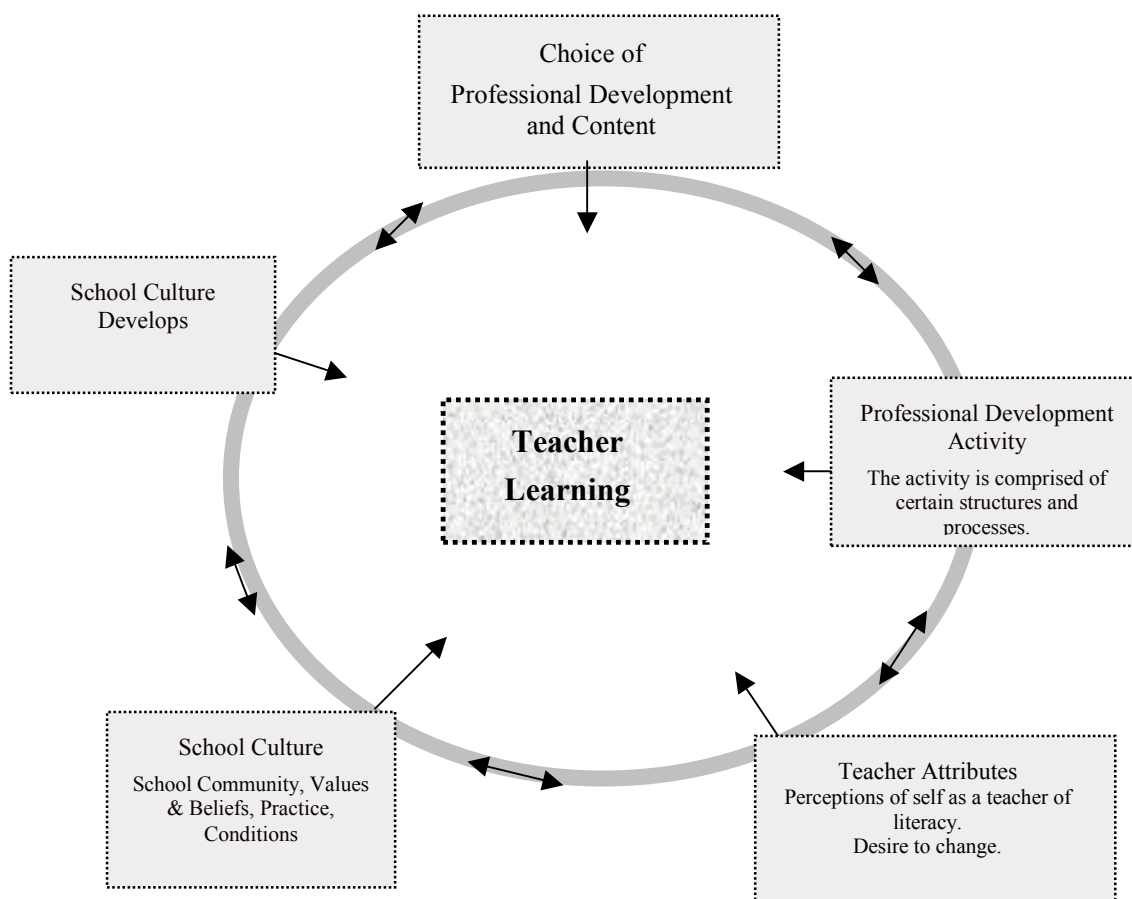 Choice of
Professional Development
and Content
School Culture
Develops
Teacher
Learning
Professional Development
Activity
The activity is comprised of
certain structures and
processes.
School Culture
School Community, Values
& Beliefs, Practice,
Conditions
Teacher Attributes
Perceptions of self as a teacher of
literacy.
Desire to change.